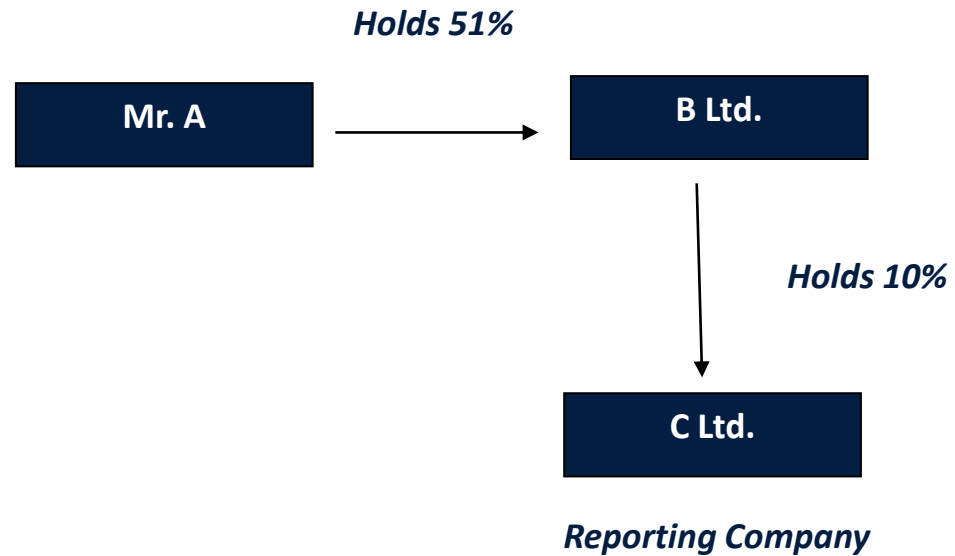 Holds 51%
Mr. A
B Ltd.
Holds 10%
C Ltd.
Reporting Company